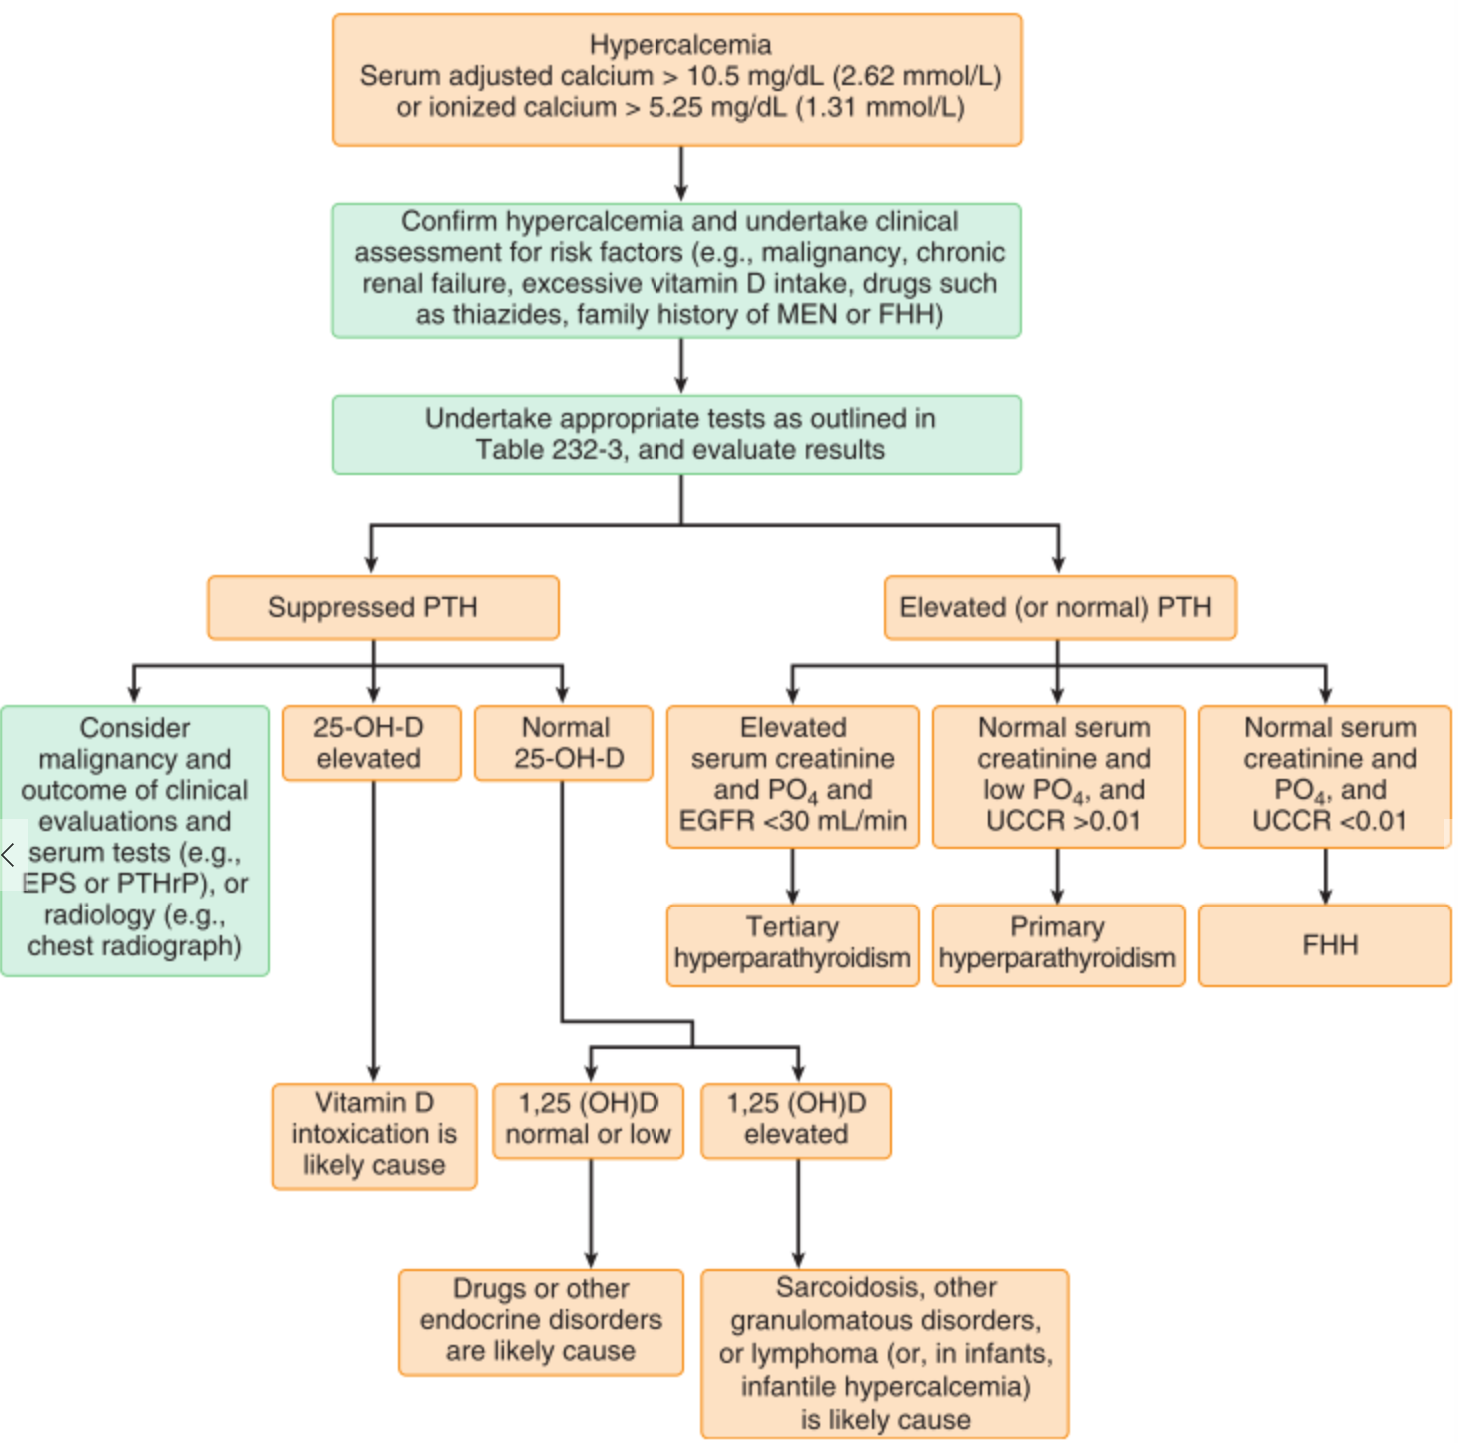 Hypercalcemia
Serum adjusted calcium > 10.5 mg/dL (2.62 mmol/L)
or ionized calcium > 5.25 mg/dL (1.31 mmol/L)
Confirm hypercalcemia and undertake clinical
assessment for risk factors (e.g., malignancy, chronic
renal failure, excessive vitamin D intake, drugs such
as thiazides, family history of MEN or FHH)
Undertake appropriate tests as outlined in
Table 232-3, and evaluate results
Suppressed PTH
Elevated (or normal) PTH
Consider
malignancy and
outcome of clinical
evaluations and
serum tests (e.g.,
EPS or PTHrP), or
radiology (e.g.,
chest radiograph)
25-OH-D
elevated
Normal
25-OH-D
Elevated
serum creatinine
and PO4 and
EGFR <30 mL/min
Normal serum
creatinine and
low PO4, and
UCCR >0.01
Normal serum
creatinine and
PO4, and
UCCR <0.01
Tertiary
hyperparathyroidism
Primary
hyperparathyroidism
FHH
Vitamin D
intoxication is
likely cause
1,25 (OH)D
normal or low
1,25 (OH)D
elevated
Drugs or other
endocrine disorders
are likely cause
Sarcoidosis, other
granulomatous disorders,
or lymphoma (or, in infants,
infantile hypercalcemia)
is likely cause